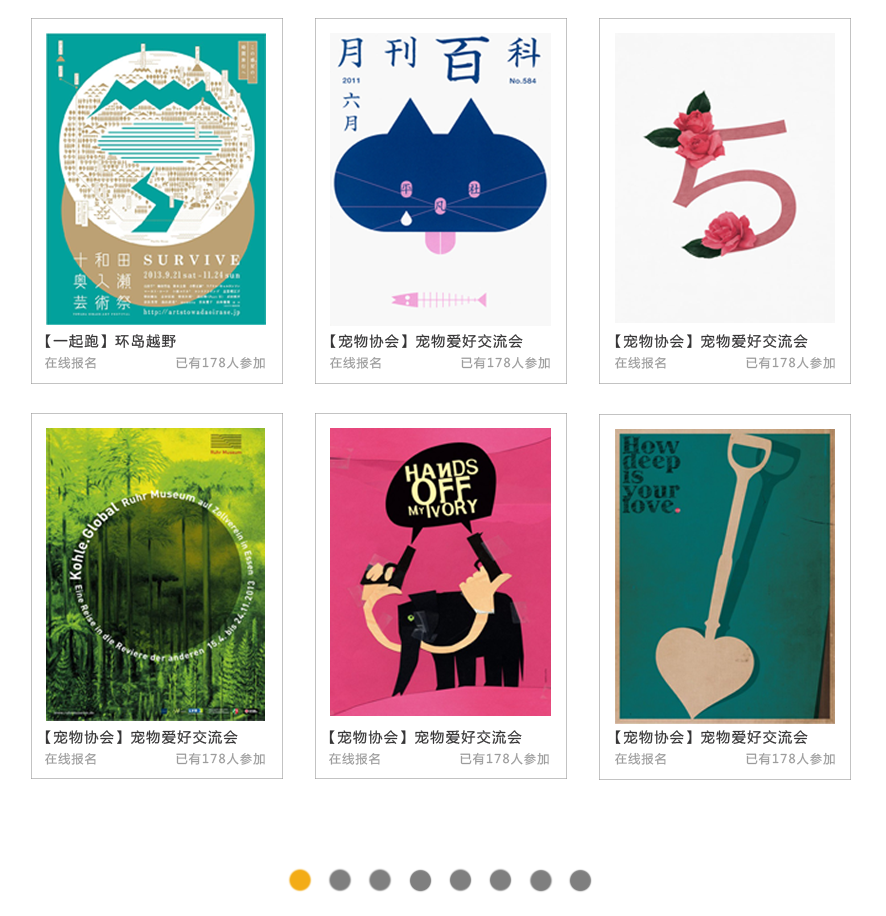 十和田
奥入瀬
芸術祭
SURVIVE
2013.9.21 sat - 11.24 sun
http://artstowadaoirase.jp
【一起跑】环岛越野
在线报名
已有178人参加
月刊百科
2011
No.584
六月
平
凡
社
【宠物协会】宠物爱好交流会
在线报名
已有178人参加
5
【宠物协会】宠物爱好交流会
在线报名
已有178人参加
Ruhr Museum
Kohle.Global Ruhr Museum auf Zollverein in Essen
Eine Reise in die Reviere der anderen 15.4. bis 24.11.2013
【宠物协会】宠物爱好交流会
在线报名
已有178人参加
HANDS
OFF
MY IVORY
【宠物协会】宠物爱好交流会
在线报名
已有178人参加
How
deep
is
your
love.
【宠物协会】宠物爱好交流会
在线报名
已有178人参加